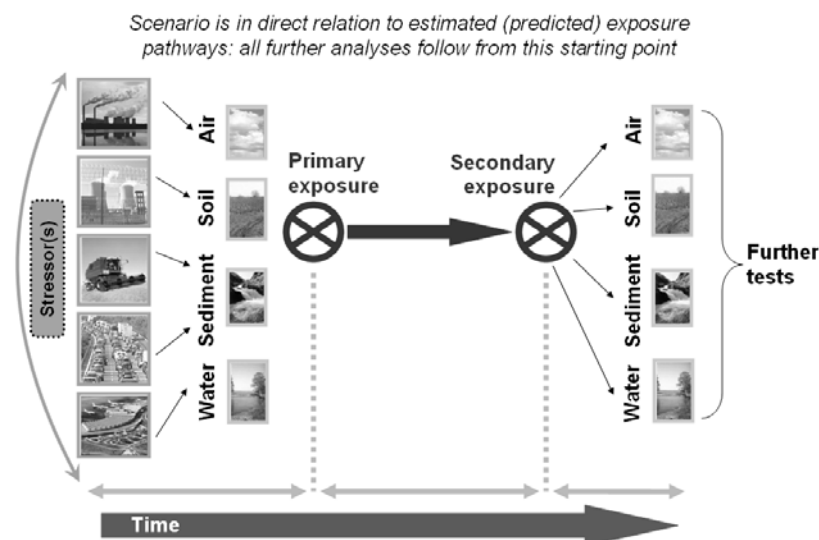 Scenario is in direct relation to estimated (predicted) exposure
pathways: all further analyses follow from this starting point
Stressor(s)
Air
Soil
Sediment
Water
Primary
exposure
Secondary
exposure
Air
Soil
Sediment
Water
Further
tests
Time